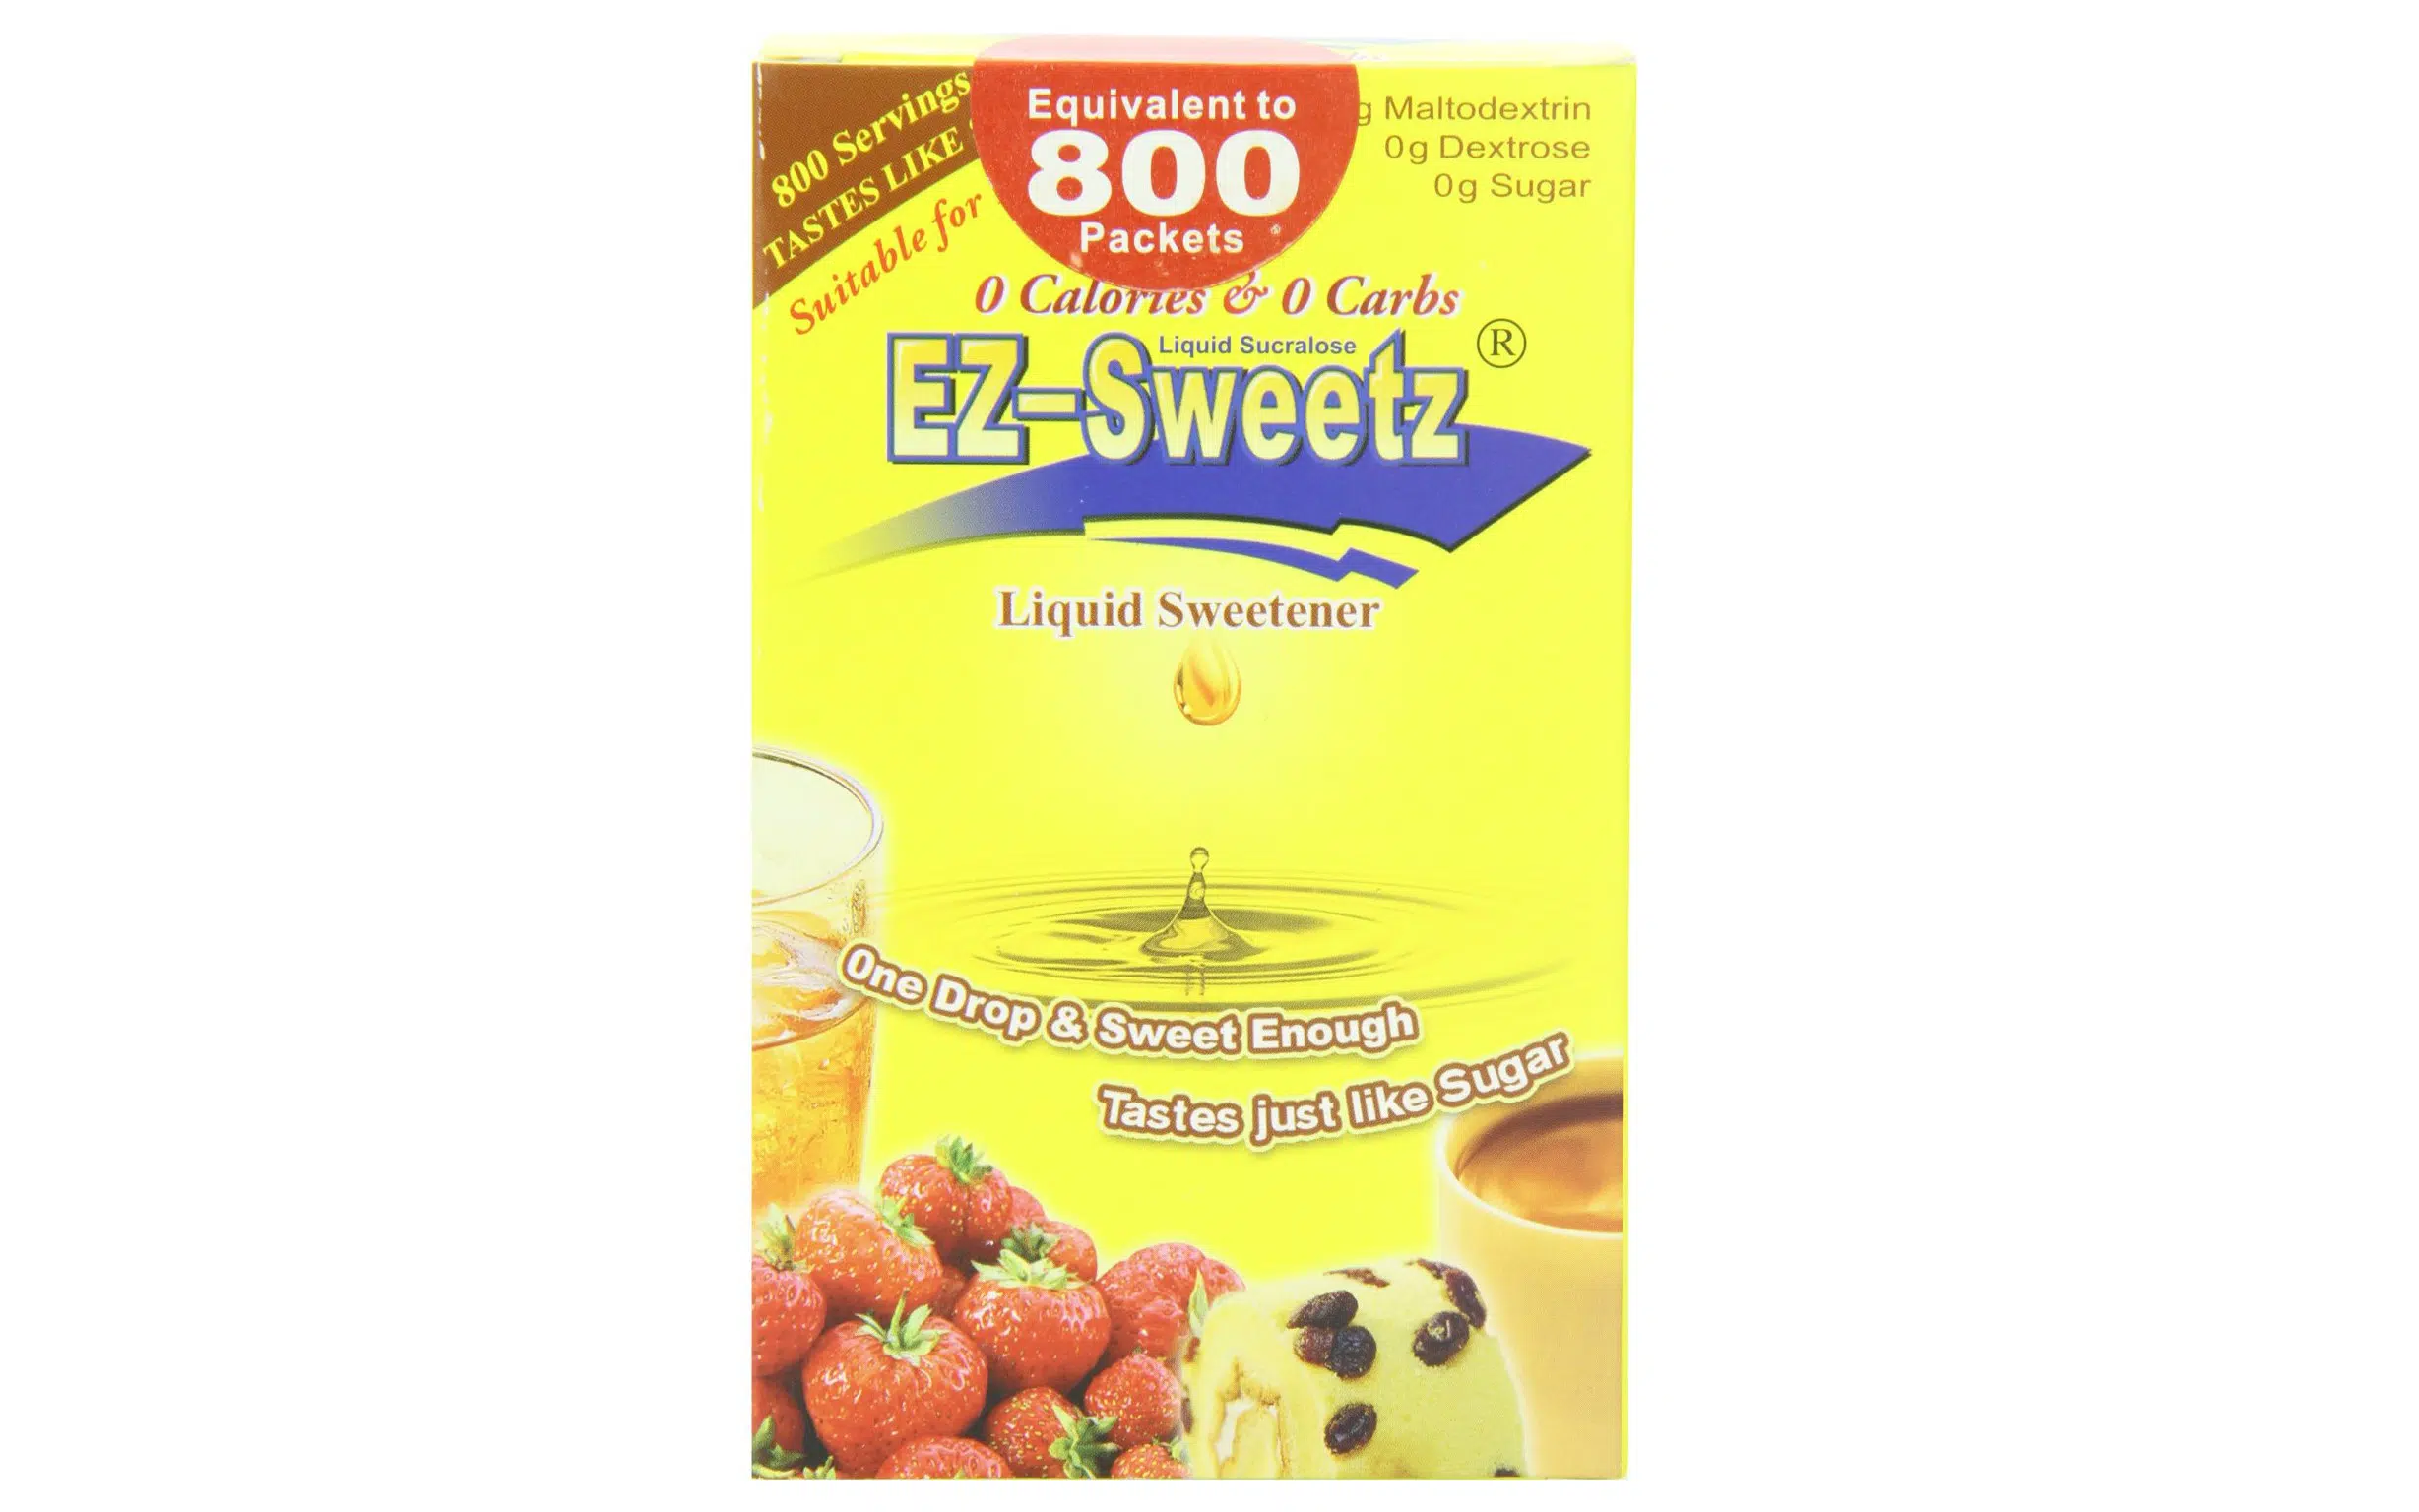 800 Servings
TASTES LIKE
Suitable for
Equivalent to
800
Packets
g Maltodextrin
0g Dextrose
0g Sugar
0 Calories & 0 Carbs
Liquid Sucralose
EZ-Sweetz®
Liquid Sweetener
One Drop & Sweet Enough
Tastes just like Sugar